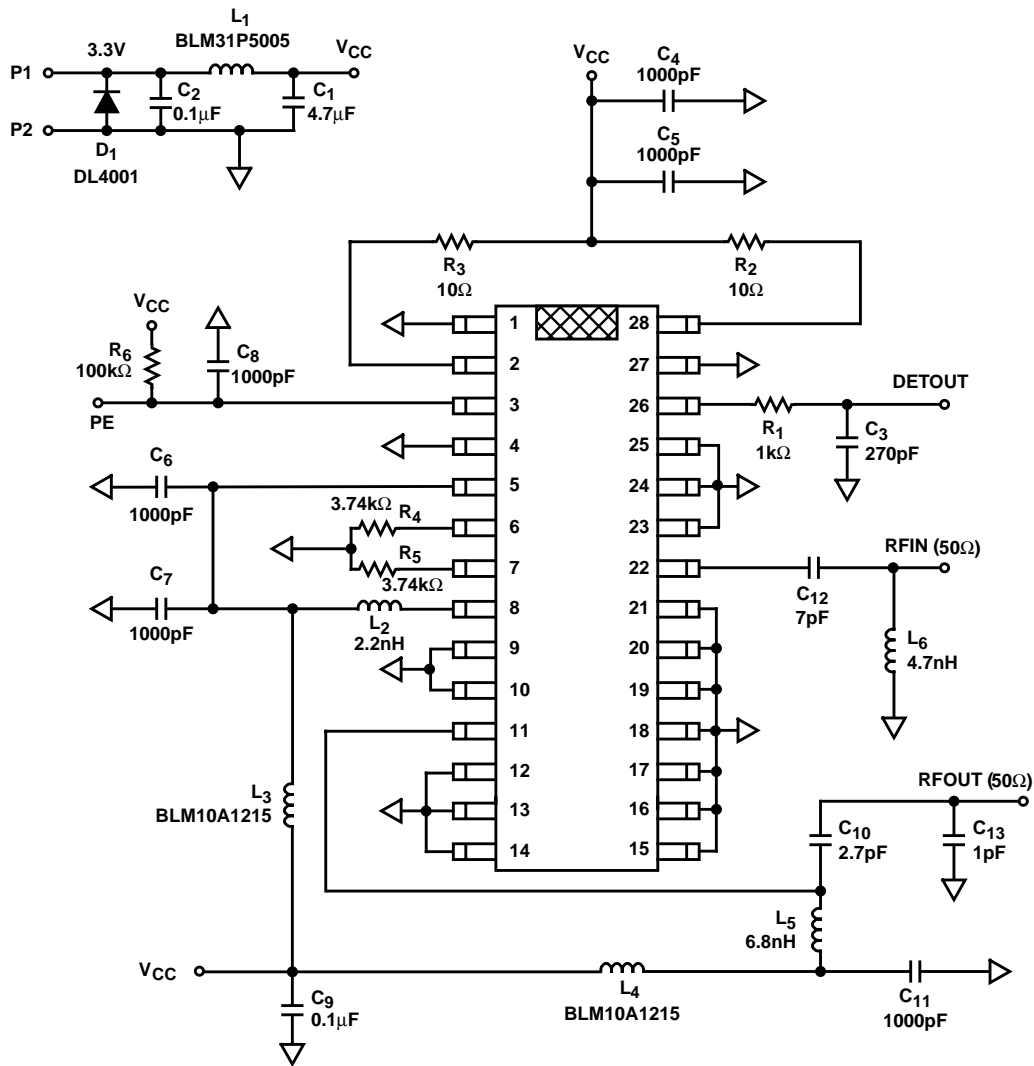 L1
BLM31P5005
3.3V
VCC
P1
C2
0.1μF
C1
4.7μF
P2
D1
DL4001
VCC
C4
1000pF
C5
1000pF
R3
10Ω
R2
10Ω
VCC
R6
100kΩ
C8
1000pF
PE
1
2
3
4
5
6
7
8
9
10
11
12
13
14
28
27
26
25
24
23
22
21
20
19
18
17
16
15
DETOUT
R1
1kΩ
C3
270pF
C6
1000pF
3.74kΩ
R4
R5
3.74kΩ
C7
1000pF
L2
2.2nH
RFIN (50Ω)
C12
7pF
L6
4.7nH
L3
BLM10A1215
RFOUT (50Ω)
C10
2.7pF
C13
1pF
L5
6.8nH
VCC
C9
0.1μF
L4
BLM10A1215
C11
1000pF